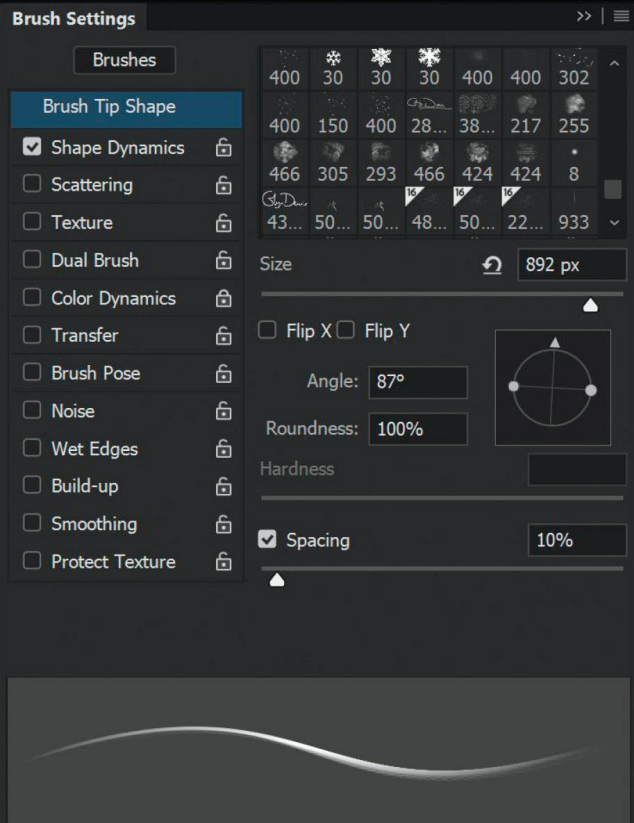 Brush Settings
Brushes
Brush Tip Shape
Shape Dynamics
Scattering
Texture
Dual Brush
Color Dynamics
Transfer
Brush Pose
Noise
Wet Edges
Build-up
Smoothing
Protect Texture
400 30 30 30 400 400 302
400 150 400 28... 38... 217 255
466 305 293 466 424 424 8
16 16 16
43... 50... 50... 48... 50... 22... 933
Size 892 px
Flip X Flip Y
Angle: 87°
Roundness: 100%
Hardness
Spacing 10%